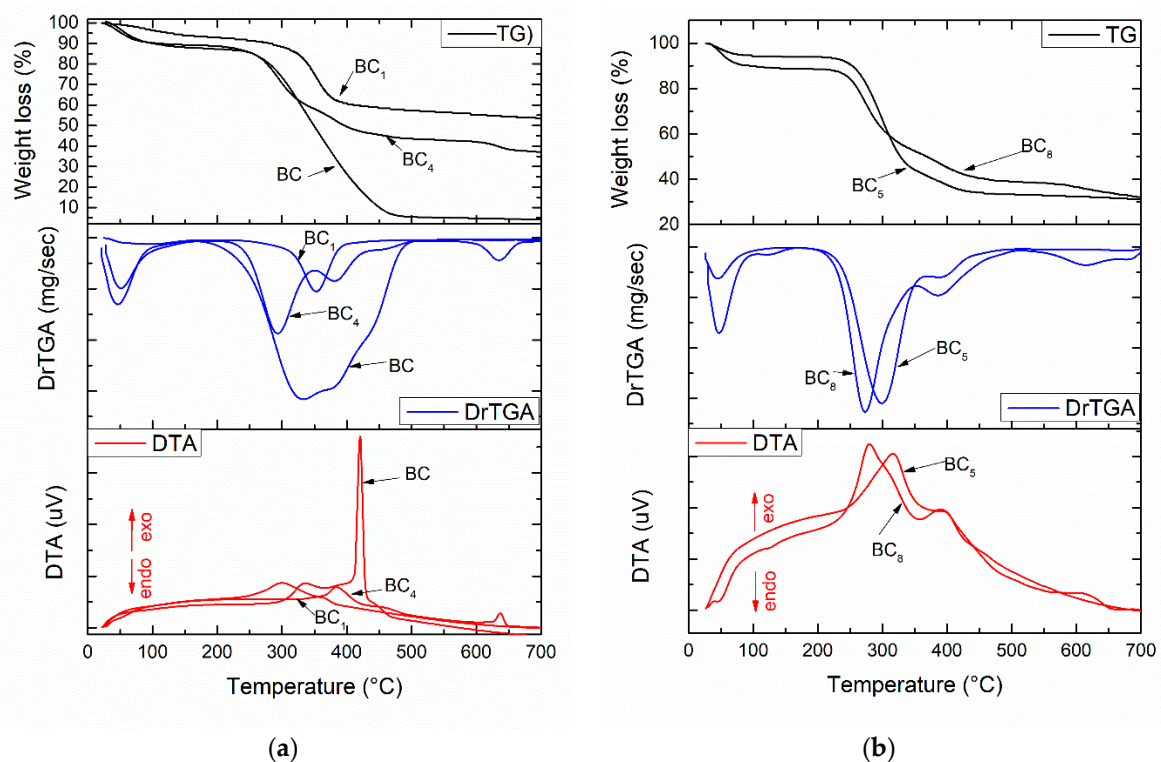 TG)
Weight loss (%)
100
90
80
70
60
50
40
30
20
10
BC₁
BC₄
BC
DrTGA (mg/sec)
BC₁
BC₄
BC
DrTGA
DTA
DTA (uV)
exo
endo
BC
BC₄
BC₁
0 100 200 300 400 500 600 700
Temperature (°C)
(a)
TG
Weight loss (%)
100
80
60
40
20
BC₈
BC₅
DrTGA (mg/sec)
BC₈
BC₅
DrTGA
DTA
DTA (uV)
exo
endo
BC₅
BC₈
0 100 200 300 400 500 600 700
Temperature (°C)
(b)